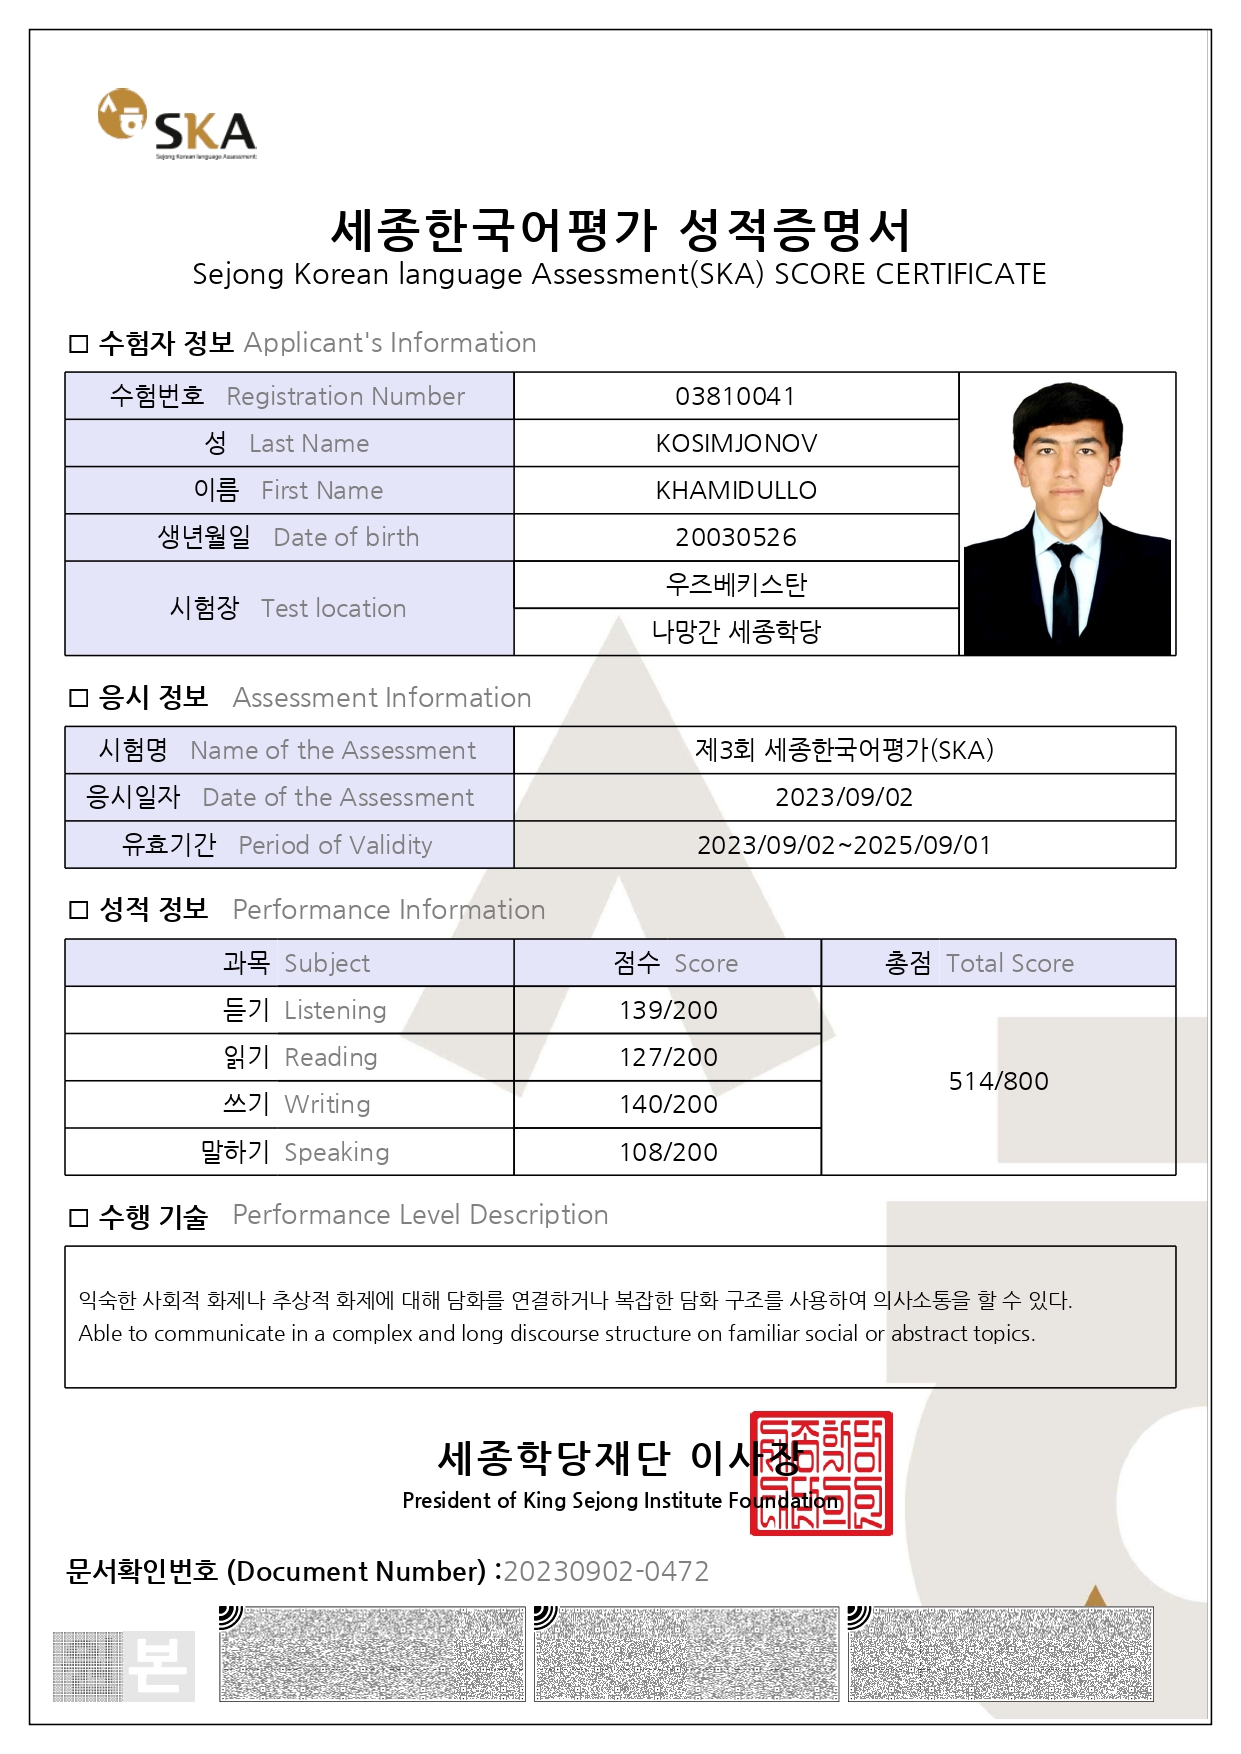 SKA
Sejong Korean language Assessment
세종한국어평가 성적증명서
Sejong Korean language Assessment(SKA) SCORE CERTIFICATE
□ 수험자 정보 Applicant's Information
수험번호 Registration Number 03810041
성 Last Name KOSIMJONOV
이름 First Name KHAMIDULLO
생년월일 Date of birth 20030526
시험장 Test location 우즈베키스탄
나망간 세종학당
□ 응시 정보 Assessment Information
시험명 Name of the Assessment 제3회 세종한국어평가(SKA)
응시일자 Date of the Assessment 2023/09/02
유효기간 Period of Validity 2023/09/02~2025/09/01
□ 성적 정보 Performance Information
과목 Subject 점수 Score 총점 Total Score
듣기 Listening 139/200
읽기 Reading 127/200
514/800
쓰기 Writing 140/200
말하기 Speaking 108/200
□ 수행 기술 Performance Level Description
익숙한 사회적 화제나 추상적 화제에 대해 담화를 연결하거나 복잡한 담화 구조를 사용하여 의사소통을 할 수 있다.
Able to communicate in a complex and long discourse structure on familiar social or abstract topics.
세종학당재단 이사장
President of King Sejong Institute Foundation
문서확인번호 (Document Number) :20230902-0472
본